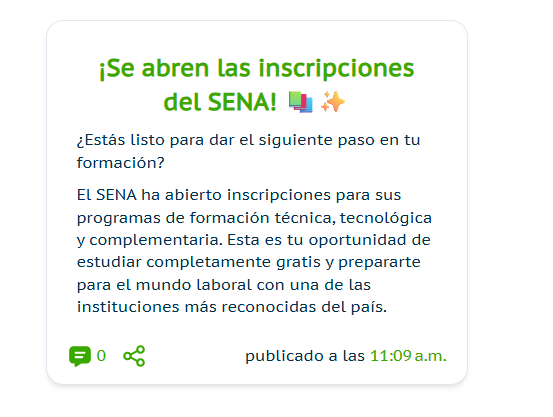 ¡Se abren las inscripciones
del SENA! 📚 ✨
¿Estás listo para dar el siguiente paso en tu
formación?
El SENA ha abierto inscripciones para sus
programas de formación técnica, tecnológica
y complementaria. Esta es tu oportunidad de
estudiar completamente gratis y prepararte
para el mundo laboral con una de las
instituciones más reconocidas del país.
0 publicado a las 11:09 a.m.